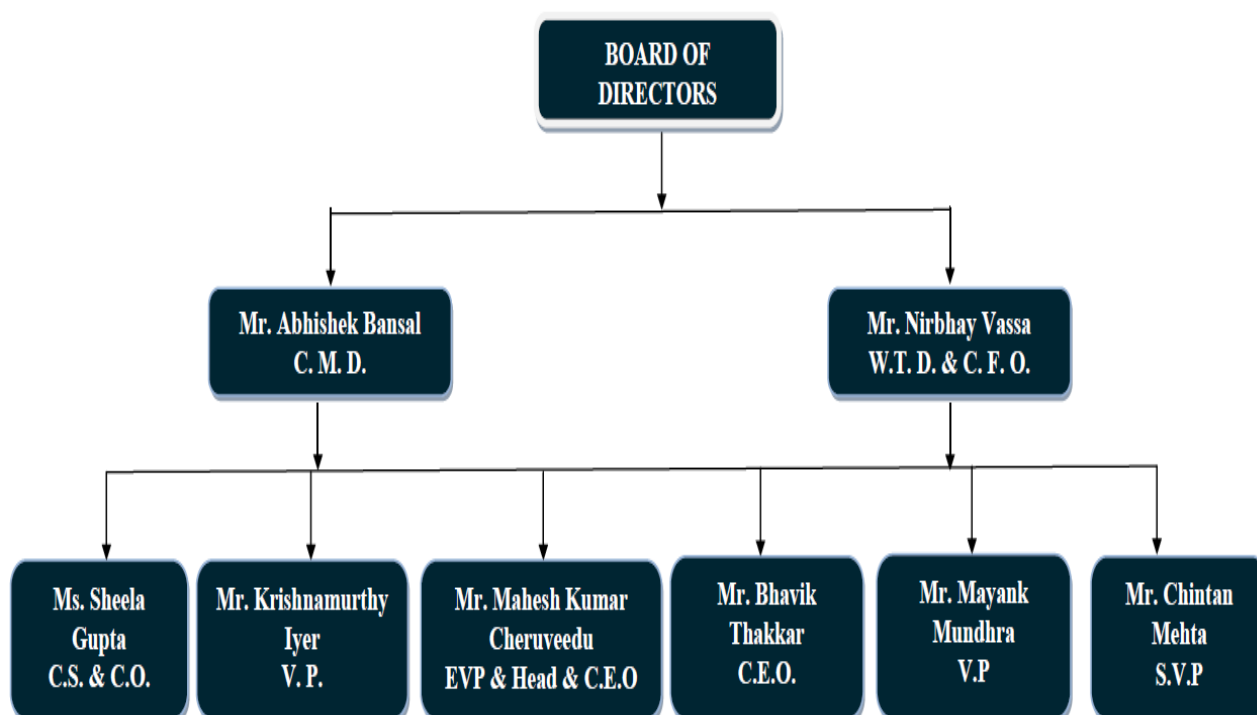 BOARD OF
DIRECTORS
Mr. Abhishek Bansal
C. M. D.
Mr. Nirbhay Vassa
W.T. D. & C. F. O.
Ms. Sheela
Gupta
C.S. & C.O.
Mr. Krishnamurthy
Iyer
V. P.
Mr. Mahesh Kumar
Cheruveedu
EVP & Head & C.E.O
Mr. Bhavik
Thakkar
C.E.O.
Mr. Mayank
Mundhra
V.P
Mr. Chintan
Mehta
S.V.P